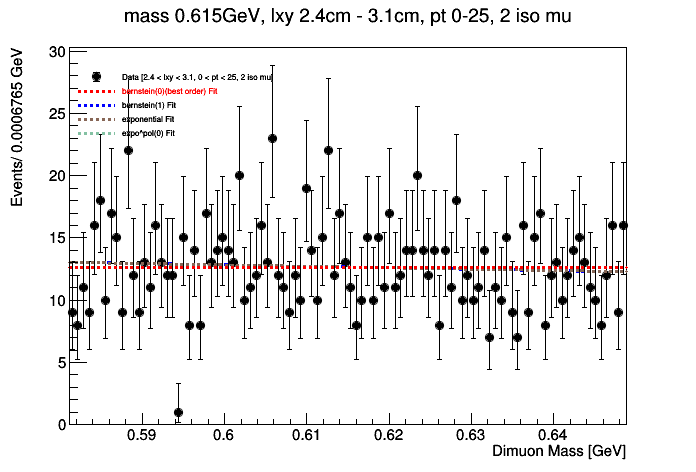 mass 0.615GeV, lxy 2.4cm - 3.1cm, pt 0-25, 2 iso mu
Events/ 0.0006765 GeV
30
25
20
15
10
5
0
Data [2.4 < lxy < 3.1, 0 < pt < 25, 2 iso mu]
bernstein(0)(best order) Fit
bernstein(1) Fit
exponential Fit
expo*pol(0) Fit
0.59 0.6 0.61 0.62 0.63 0.64
Dimuon Mass [GeV]